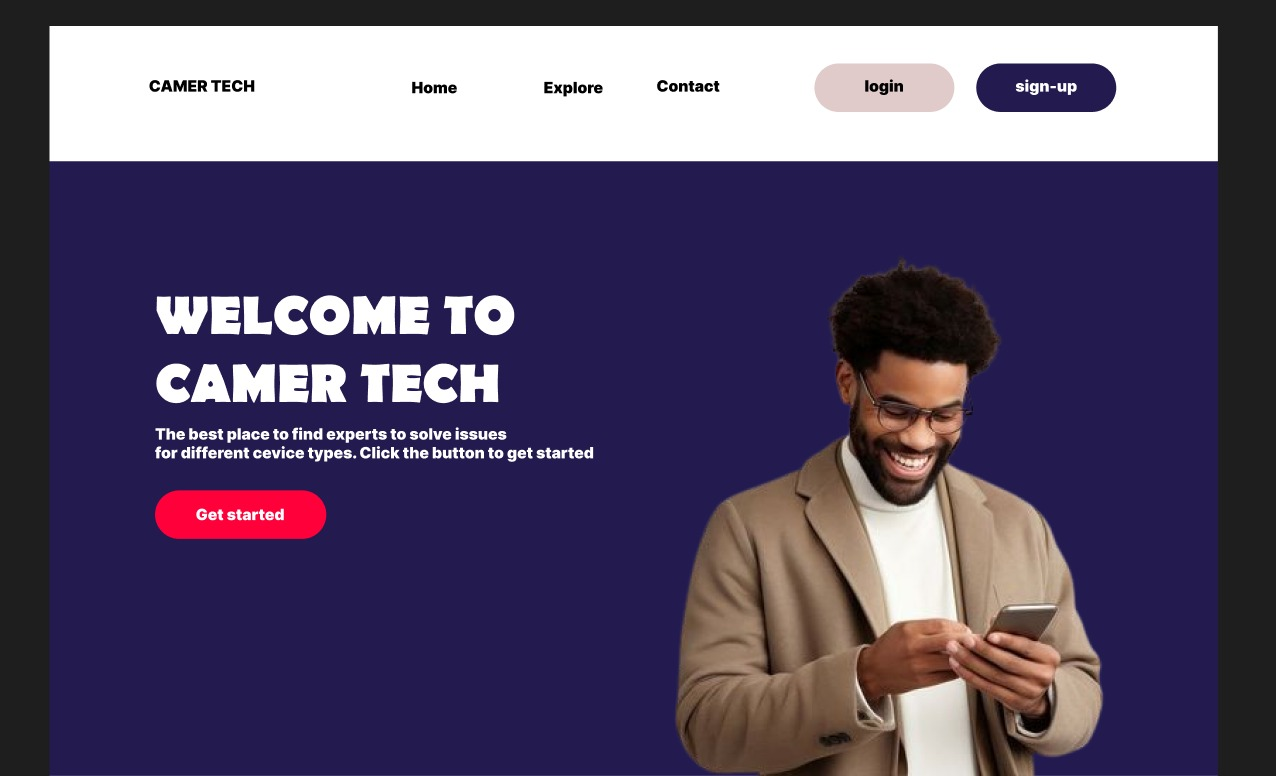 CAMER TECH
Home
Explore
Contact
login
sign-up
WELCOME TO
CAMER TECH
The best place to find experts to solve issues
for different cevice types. Click the button to get started
Get started